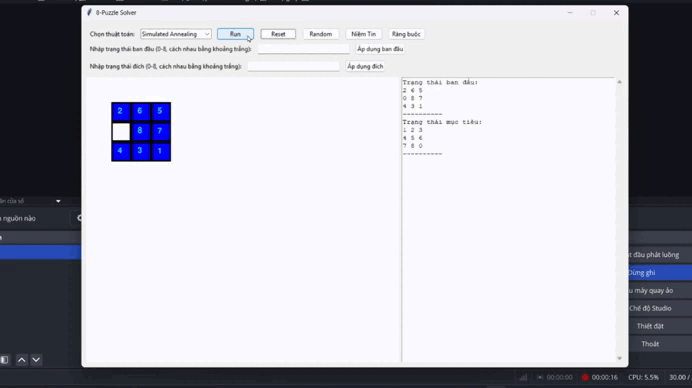 8-Puzzle Solver
Chọn thuật toán: Simulated Annealing Run Reset Random Niềm Tin Ràng buộc
Nhập trạng thái ban đầu (0-8, cách nhau bằng khoảng trắng): Áp dụng ban đầu
Nhập trạng thái đích (0-8, cách nhau bằng khoảng trắng): Áp dụng đích
2 6 5
8 7
4 3 1
Trạng thái ban đầu:
2 6 5
0 8 7
4 3 1
----------
Trạng thái mục tiêu:
1 2 3
4 5 6
7 8 0
----------
của sổ
nguồn nào
đầu phát luồng
Dừng ghi
máy quay ảo
Chế độ Studio
Thiết đặt
Thoát
00:00:00 00:00:16 CPU: 5.5% 30.00 /